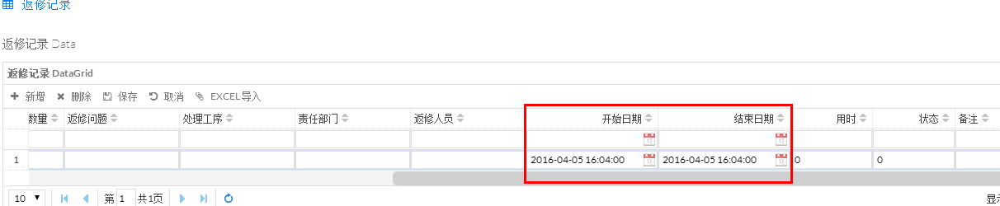 返修记录
返修记录 Data
返修记录 DataGrid
新增 删除 保存 取消 EXCEL导入
数量 返修问题 处理工序 责任部门 返修人员 开始日期 结束日期 用时 状态 备注
1 2016-04-05 16:04:00 2016-04-05 16:04:00 0 0
10 第 1 共1页 显示